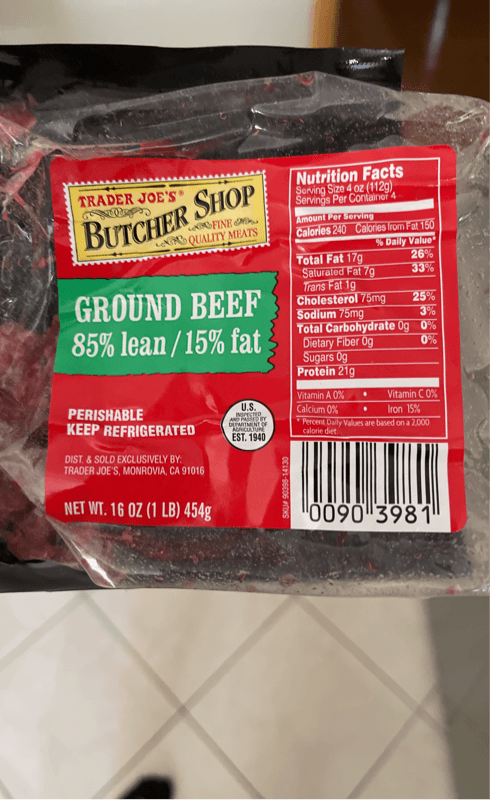 TRADER JOE'S®
BUTCHER SHOP
FINE
QUALITY MEATS
GROUND BEEF
85% lean / 15% fat
PERISHABLE
KEEP REFRIGERATED
U.S.
INSPECTED
AND PASSED BY
DEPARTMENT OF
AGRICULTURE
EST. 1940
DIST. & SOLD EXCLUSIVELY BY:
TRADER JOE'S, MONROVIA, CA 91016
NET WT. 16 OZ (1 LB) 454g
Nutrition Facts
Serving Size 4 oz (112g)
Servings Per Container 4
Amount Per Serving
Calories 240 Calories from Fat 150
% Daily Value*
Total Fat 17g 26%
Saturated Fat 7g 33%
Trans Fat 1g
Cholesterol 75mg 25%
Sodium 75mg 3%
Total Carbohydrate 0g 0%
Dietary Fiber 0g 0%
Sugars 0g
Protein 21g
Vitamin A 0% • Vitamin C 0%
Calcium 0% • Iron 15%
* Percent Daily Values are based on a 2,000
calorie diet.
SKU# 90398-14130
0090 3981